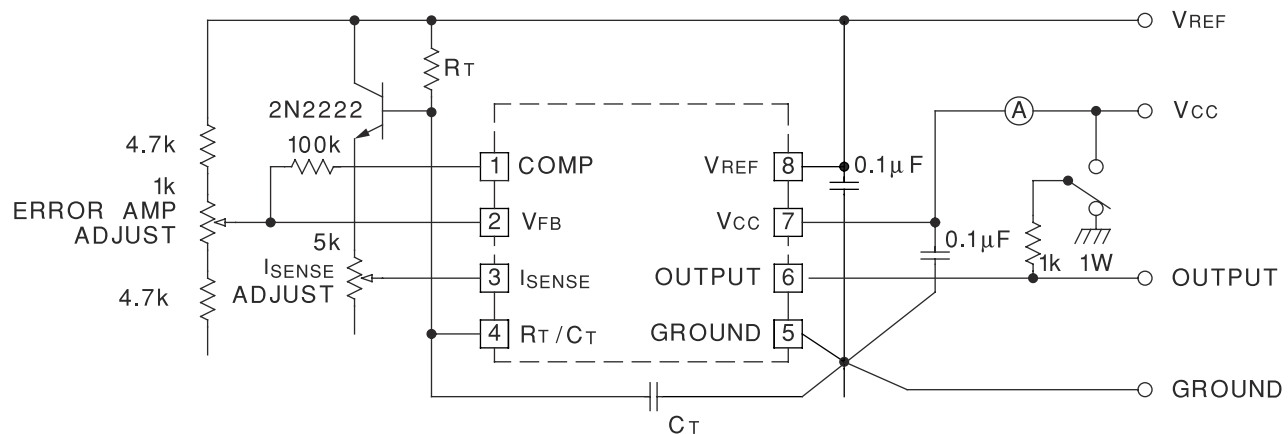 VREF
RT
A
VCC
2N2222
4.7k
100k
1 COMP
VREF 8
0.1µF
1k
ERROR AMP
ADJUST
2 VFB
VCC 7
0.1µF
5k
1k
1W
ISENSE
ADJUST
3 ISENSE
OUTPUT 6
OUTPUT
4.7k
4 RT/CT
GROUND 5
GROUND
CT